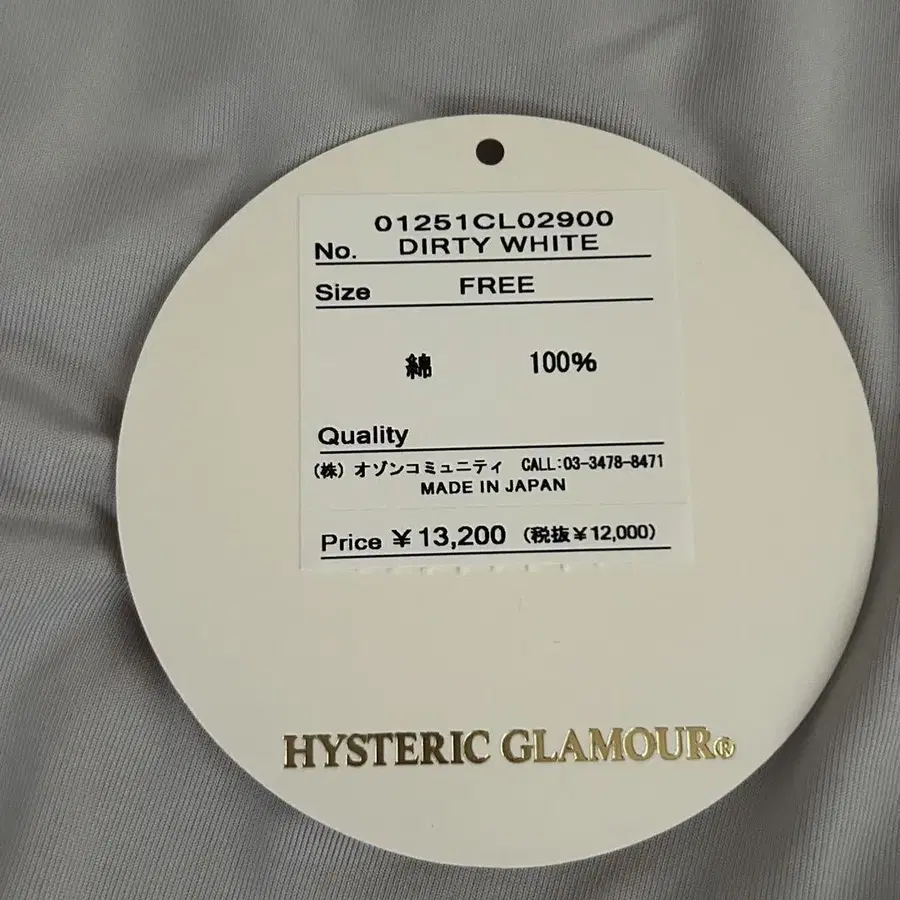 01251CL02900
No. DIRTY WHITE
Size FREE
綿 100%
Quality
(株) オゾンコミュニティ CALL:03-3478-8471
MADE IN JAPAN
Price ¥13,200 (税抜¥12,000)
HYSTERIC GLAMOUR®